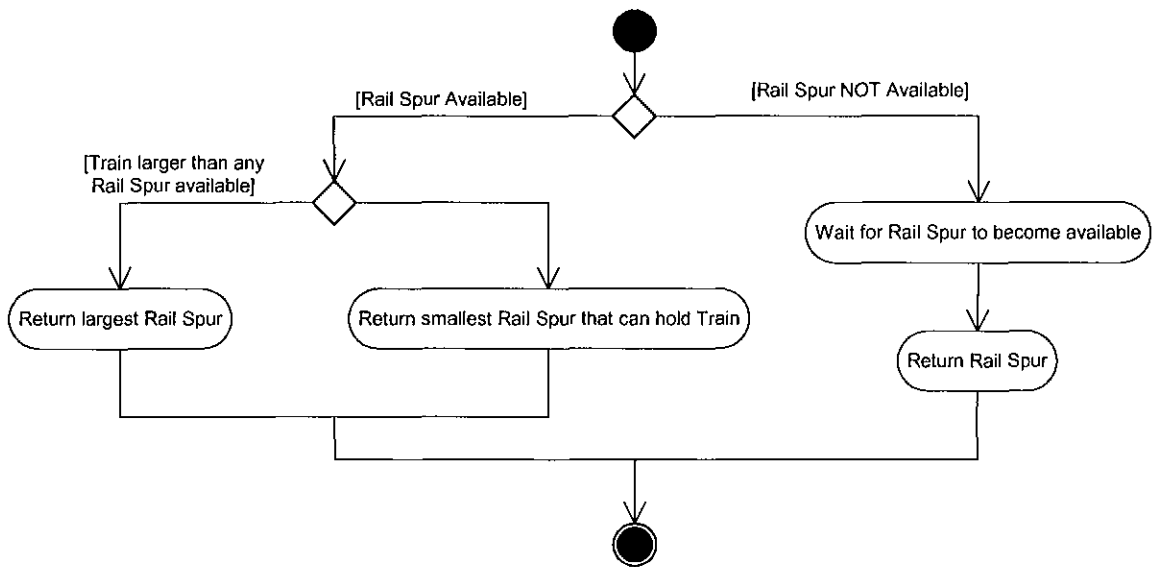 [Rail Spur Available]
[Rail Spur NOT Available]
[Train larger than any
Rail Spur available]
Wait for Rail Spur to become available
Return largest Rail Spur
Return smallest Rail Spur that can hold Train
Return Rail Spur